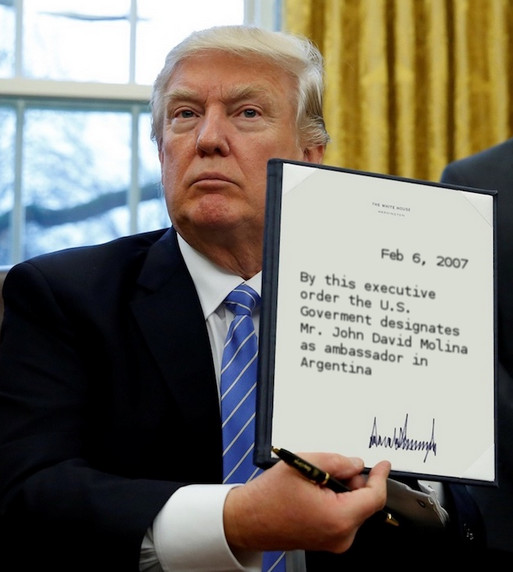 THE WHITE HOUSE
WASHINGTON
Feb 6, 2007
By this executive
order the U.S.
Goverment designates
Mr. John David Molina
as ambassador in
Argentina